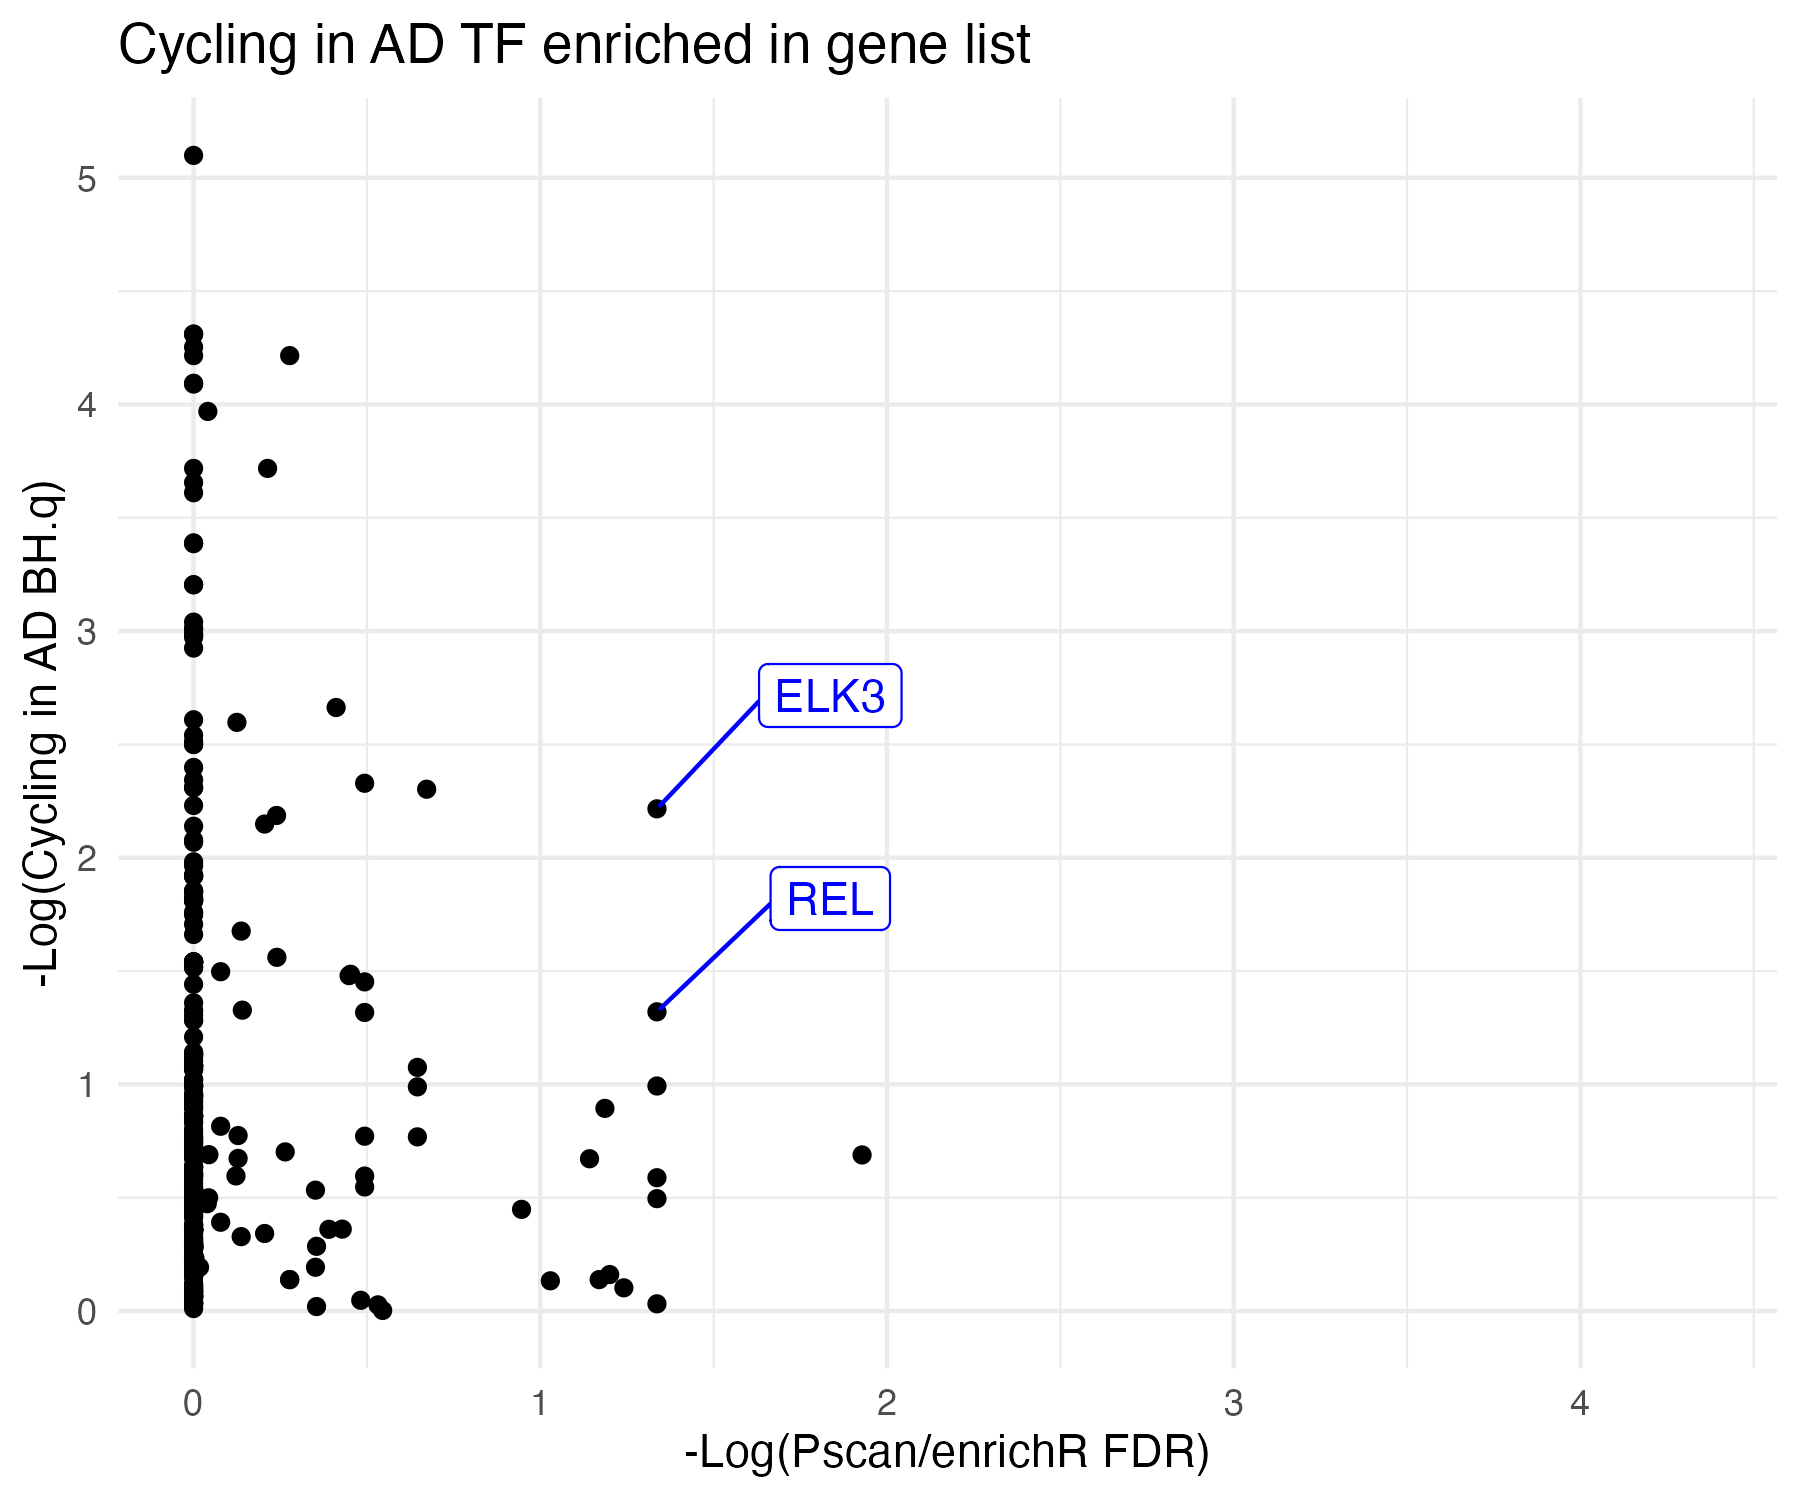 Cycling in AD TF enriched in gene list
-Log(Cycling in AD BH.q)
5
4
3
2
1
0
ELK3
REL
0 1 2 3 4
-Log(Pscan/enrichR FDR)